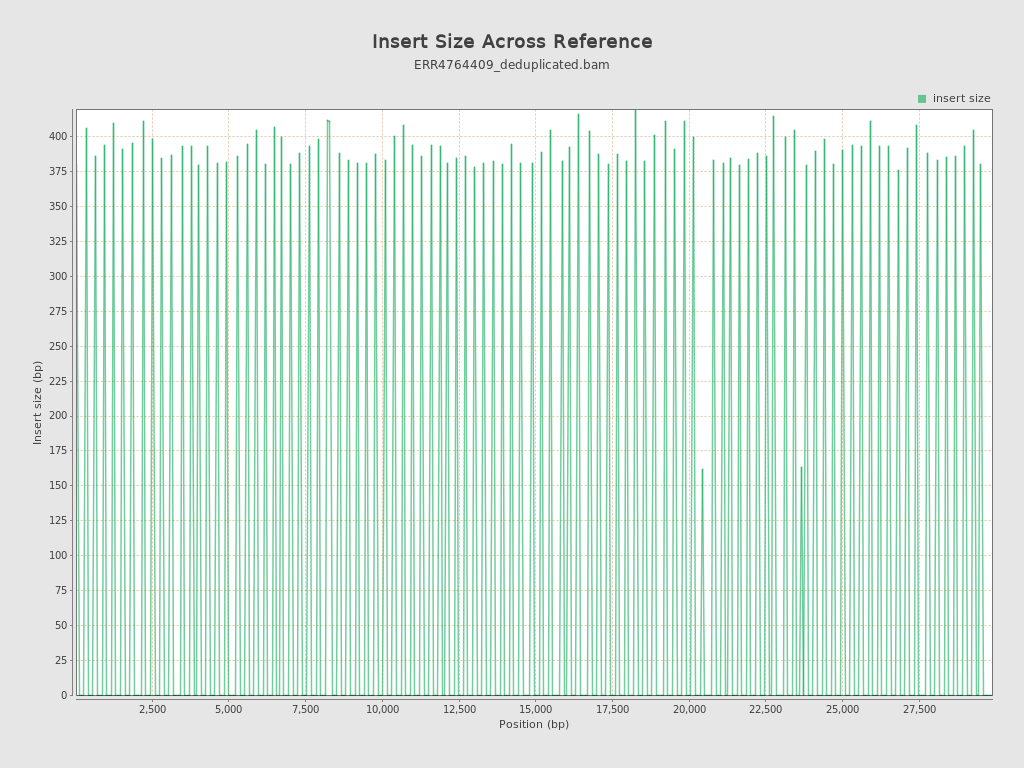 Insert Size Across Reference
ERR4764409_deduplicated.bam
insert size
Insert size (bp)
400
375
350
325
300
275
250
225
200
175
150
125
100
75
50
25
0
2,500 5,000 7,500 10,000 12,500 15,000 17,500 20,000 22,500 25,000 27,500
Position (bp)